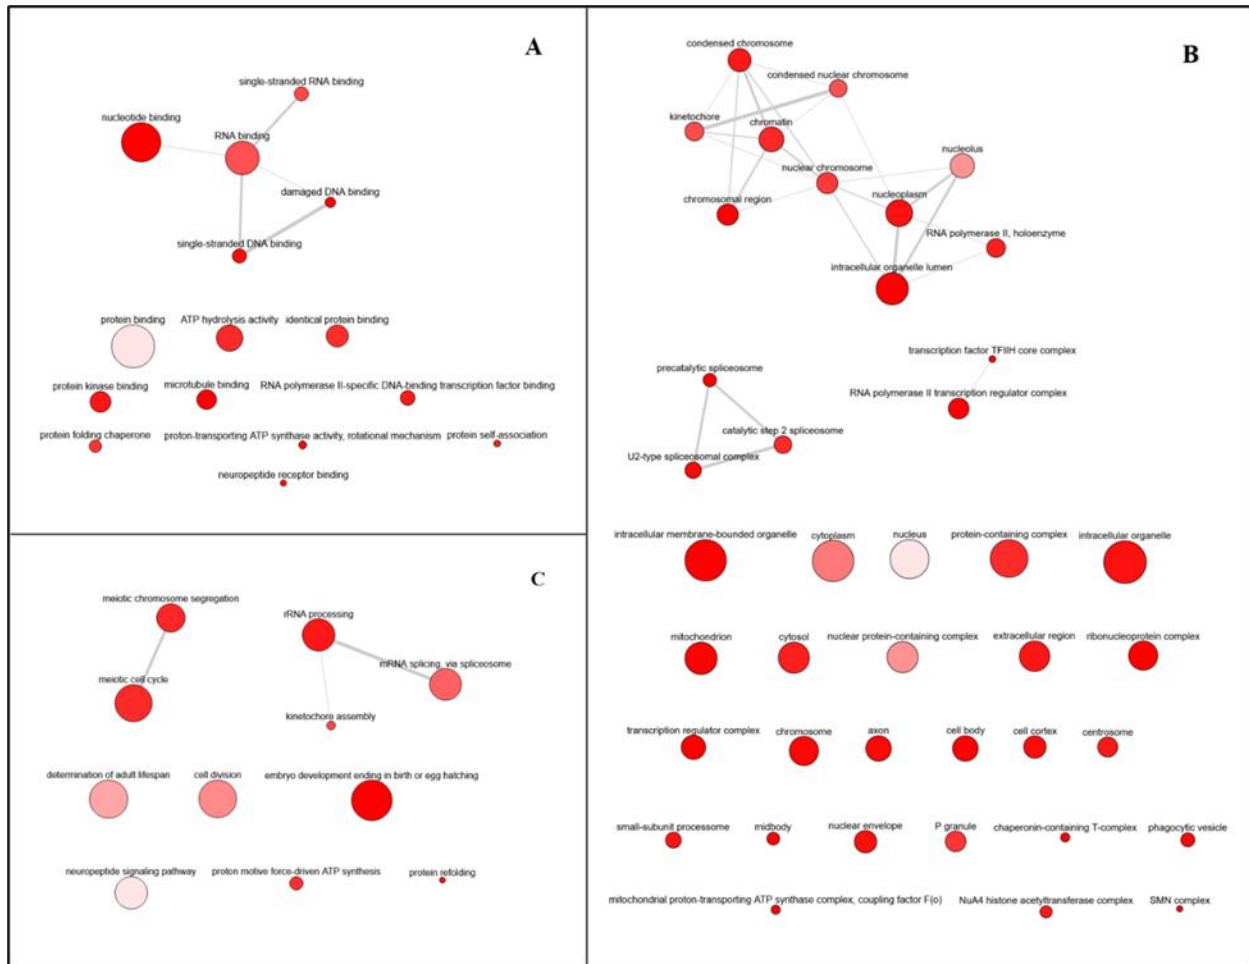 A
single-stranded RNA binding
nucleotide binding
RNA binding
damaged DNA binding
single-stranded DNA binding
protein binding
ATP hydrolysis activity
identical protein binding
protein kinase binding
microtubule binding
RNA polymerase II-specific DNA-binding transcription factor binding
protein folding chaperone
proton-transporting ATP synthase activity, rotational mechanism
protein self-association
neuropeptide receptor binding
B
condensed chromosome
condensed nuclear chromosome
kinetochore
chromatin
nucleolus
nuclear chromosome
chromosomal region
nucleoplasm
RNA polymerase II, holoenzyme
intracellular organelle lumen
transcription factor TFIIH core complex
precatalytic spliceosome
RNA polymerase II transcription regulator complex
catalytic step 2 spliceosome
U2-type spliceosomal complex
intracellular membrane-bounded organelle
cytoplasm
nucleus
protein-containing complex
intracellular organelle
mitochondrion
cytosol
nuclear protein-containing complex
extracellular region
ribonucleoprotein complex
transcription regulator complex
chromosome
axon
cell body
cell cortex
centrosome
small-subunit processome
midbody
nuclear envelope
P granule
chaperonin-containing T-complex
phagocytic vesicle
mitochondrial proton-transporting ATP synthase complex, coupling factor F(o)
NuA4 histone acetyltransferase complex
SMN complex
C
meiotic chromosome segregation
rRNA processing
mRNA splicing, via spliceosome
meiotic cell cycle
kinetochore assembly
determination of adult lifespan
cell division
embryo development ending in birth or egg hatching
neuropeptide signaling pathway
proton motive force-driven ATP synthesis
protein refolding